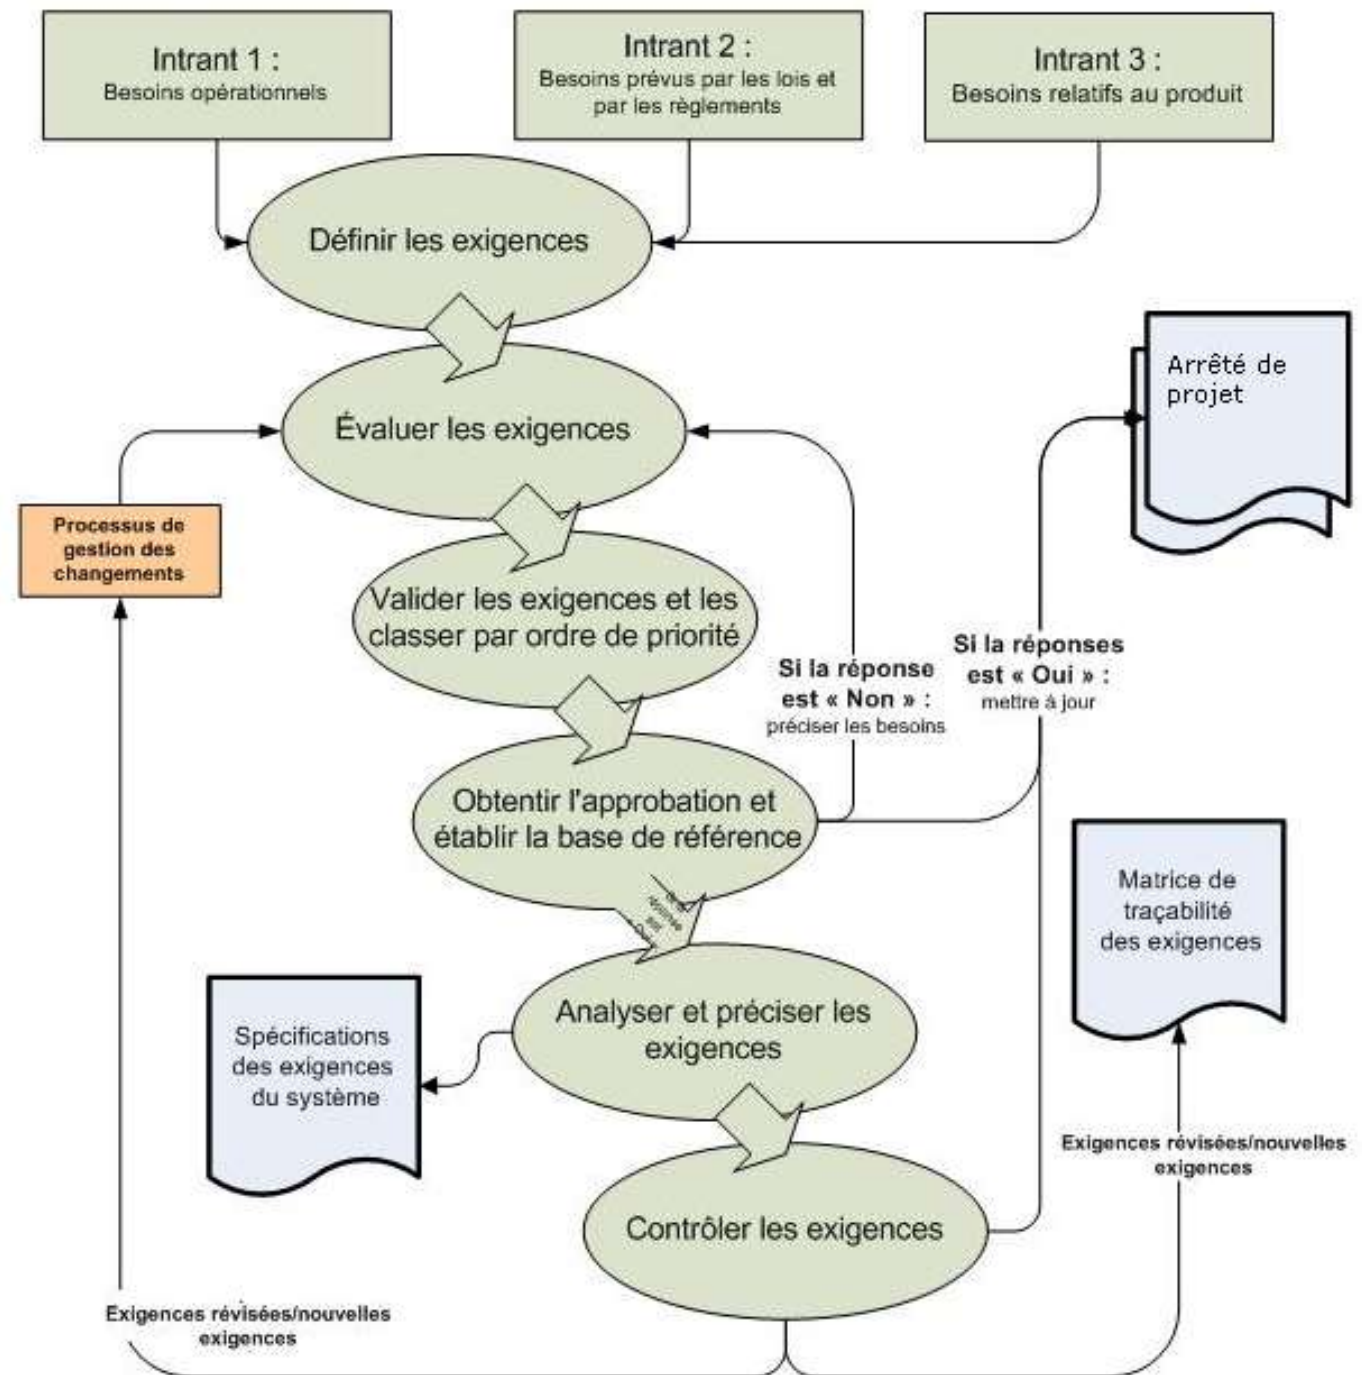 Intrant 1 :
Besoins opérationnels
Intrant 2 :
Besoins prévus par les lois et
par les règlements
Intrant 3 :
Besoins relatifs au produit
Définir les exigences
Arrêté de
projet
Évaluer les exigences
Processus de
gestion des
changements
Valider les exigences et les
classer par ordre de priorité
Si la réponse
est « Non » :
préciser les besoins
Si la réponses
est « Oui » :
mettre à jour
Obtentir l'approbation et
établir la base de référence
réponse
est
Matrice de
traçabilité
des exigences
Analyser et préciser les
exigences
Spécifications
des exigences
du système
Exigences révisées/nouvelles
exigences
Contrôler les exigences
Exigences révisées/nouvelles
exigences